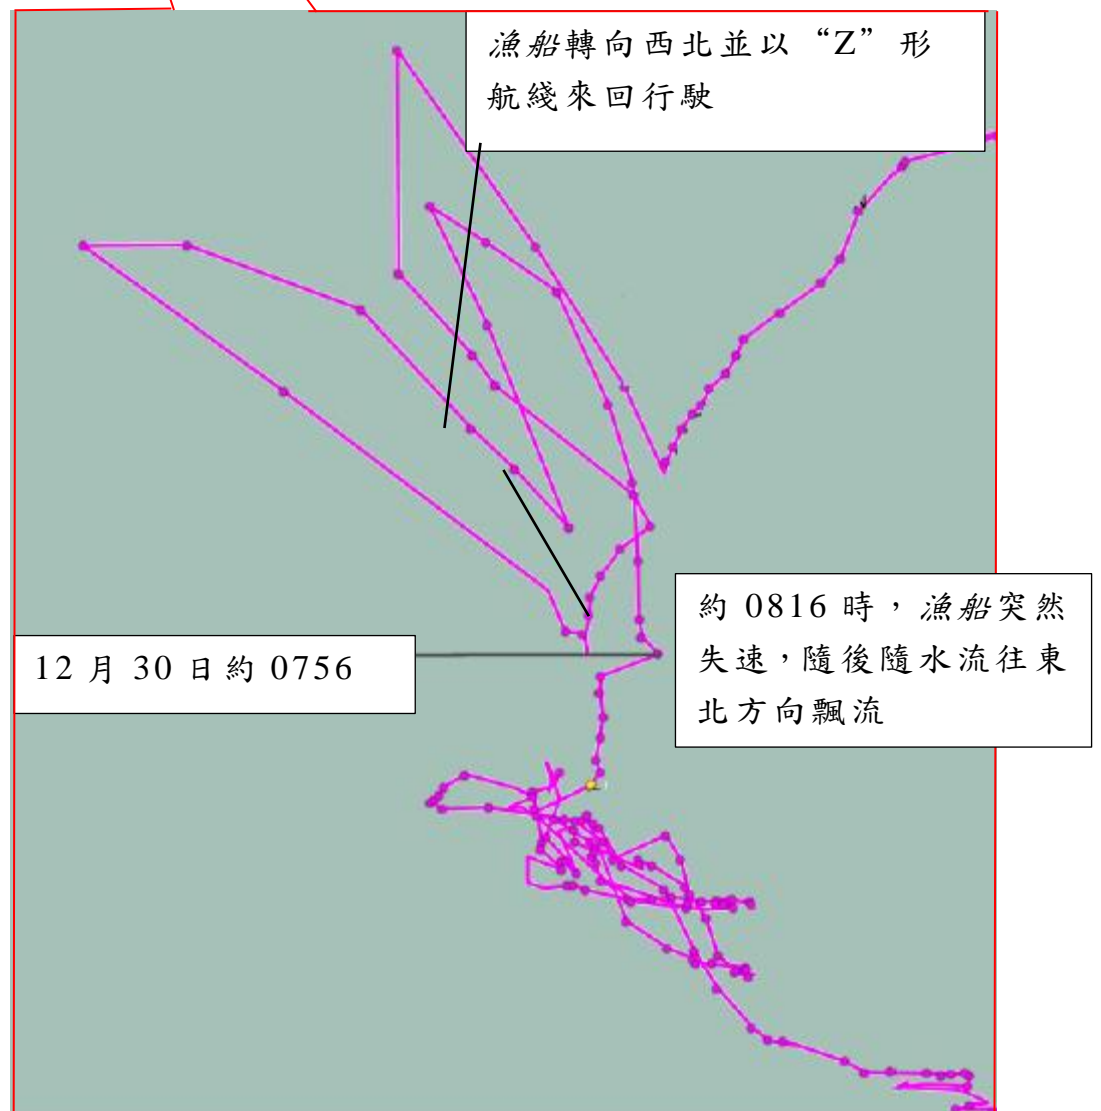 漁船轉向西北並以“Z”形
航綫來回行駛
約 0816 時，漁船突然
失速，隨後隨水流往東
北方向飄流
12 月 30 日約 0756